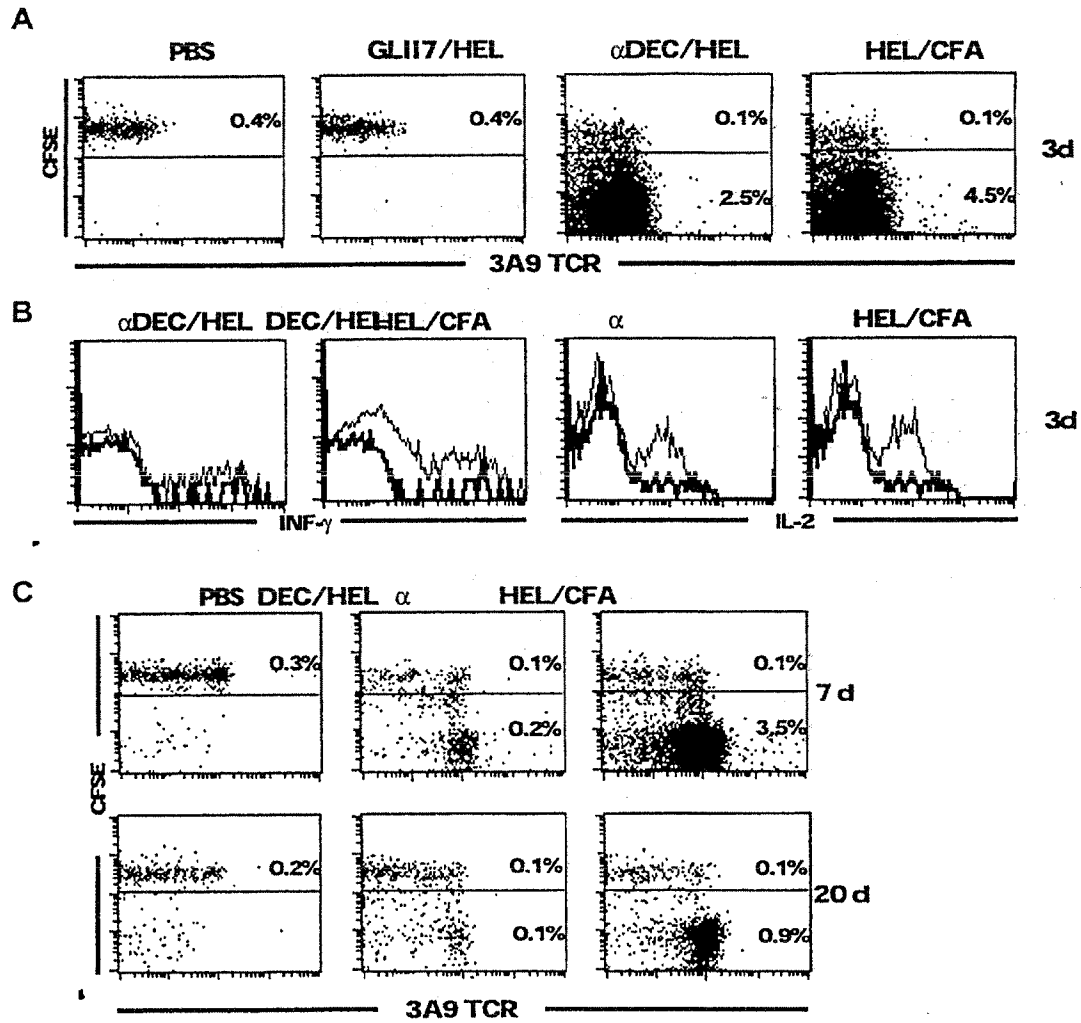 A
PBS GL117/HEL αDEC/HEL HEL/CFA
CFSE
0.4% 0.4% 0.1% 0.1%
2.5% 4.5%
3d
3A9 TCR
B
αDEC/HEL DEC/HEL HEL/CFA α HEL/CFA
3d
INF-γ IL-2
C
PBS DEC/HEL α HEL/CFA
0.3% 0.1% 0.1%
7 d
0.2% 3.5%
CFSE
0.2% 0.1% 0.1%
20 d
0.1% 0.9%
3A9 TCR